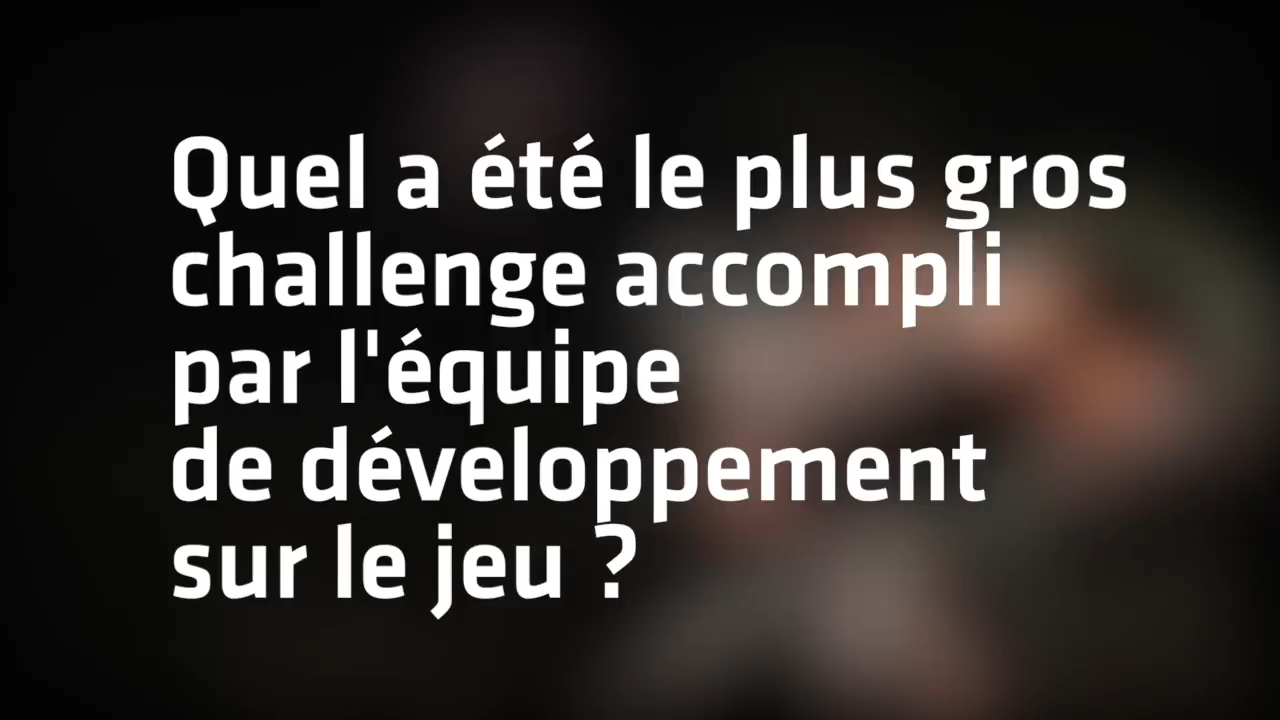 Quel a été le plus gros
challenge accompli
par l'équipe
de développement
sur le jeu ?